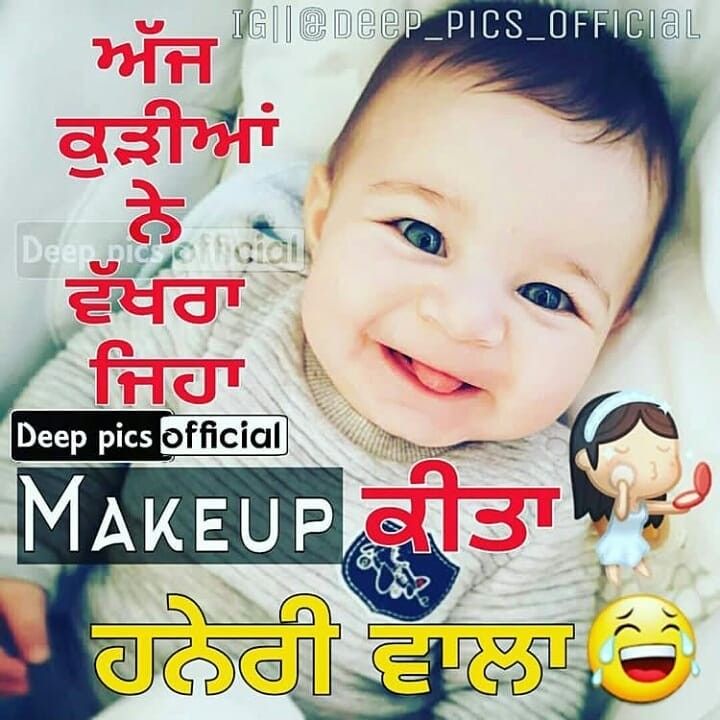 IG||@DEEP_PICS_OFFICIAL
ਅੱਜ
ਕੁੜੀਆਂ
ਨੇ
Deep pics official
ਵੱਖਰਾ
ਜਿਹਾ
Deep pics official
MAKEUP ਕੀਤਾ
ਹਨੇਰੀ ਵਾਲਾ